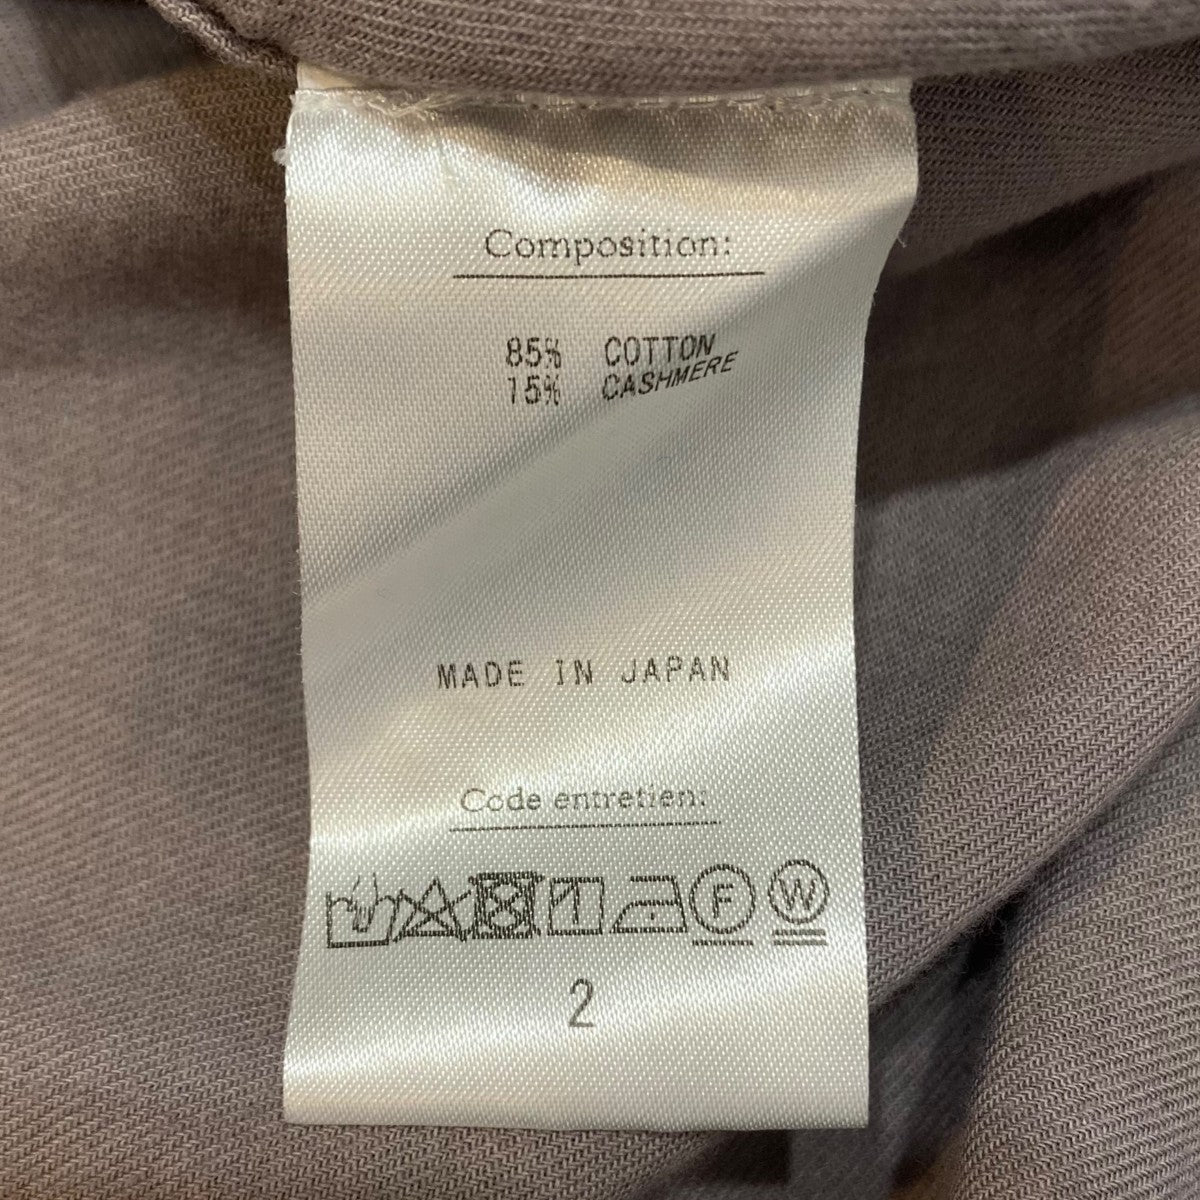 Composition:
85% COTTON
15% CASHMERE
MADE IN JAPAN
Code entretien:
F W
2